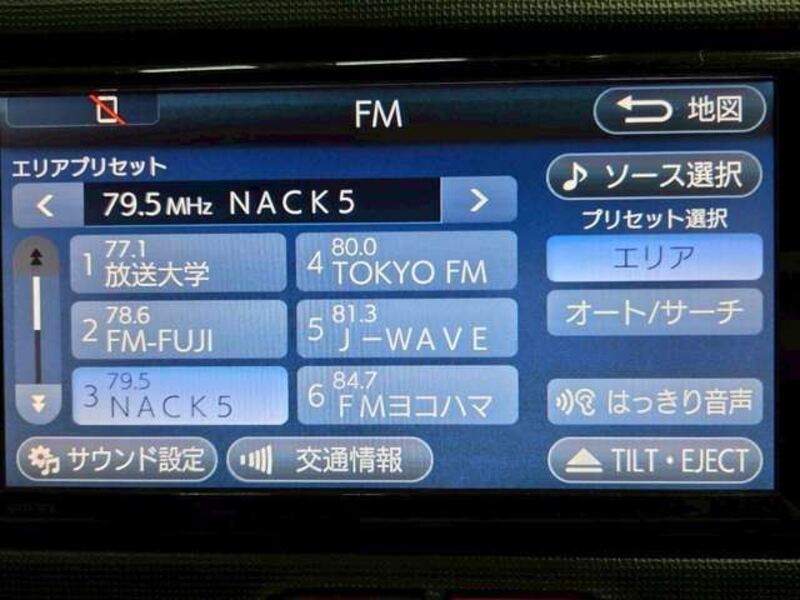 FM
地図
エリアプリセット
79.5MHz NACK5
ソース選択
プリセット選択
エリア
オート/サーチ
はっきり音声
1 77.1 放送大学
2 78.6 FM-FUJI
3 79.5 NACK5
4 80.0 TOKYO FM
5 81.3 J-WAVE
6 84.7 FMヨコハマ
サウンド設定
交通情報
TILT・EJECT